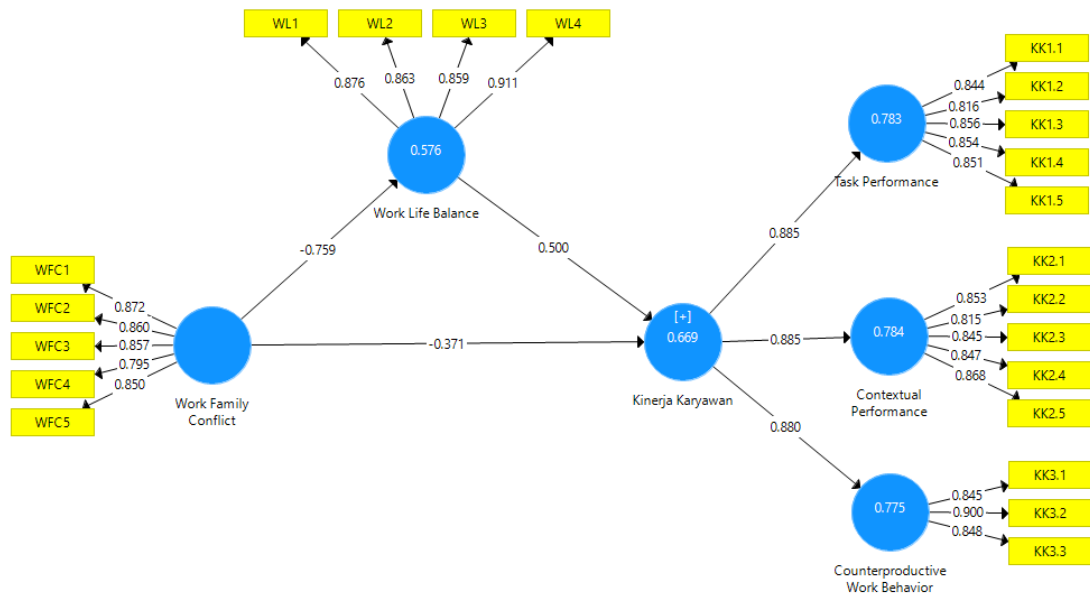 WL1
WL2
WL3
WL4
0.876
0.863
0.859
0.911
0.576
Work Life Balance
-0.759
0.500
WFC1
WFC2
WFC3
WFC4
WFC5
0.872
0.860
0.857
0.795
0.850
Work Family
Conflict
-0.371
[+]
0.669
Kinerja Karyawan
0.885
0.885
0.880
0.783
Task Performance
0.844
0.816
0.856
0.854
0.851
KK1.1
KK1.2
KK1.3
KK1.4
KK1.5
0.784
Contextual
Performance
0.853
0.815
0.845
0.847
0.868
KK2.1
KK2.2
KK2.3
KK2.4
KK2.5
0.775
Counterproductive
Work Behavior
0.845
0.900
0.848
KK3.1
KK3.2
KK3.3